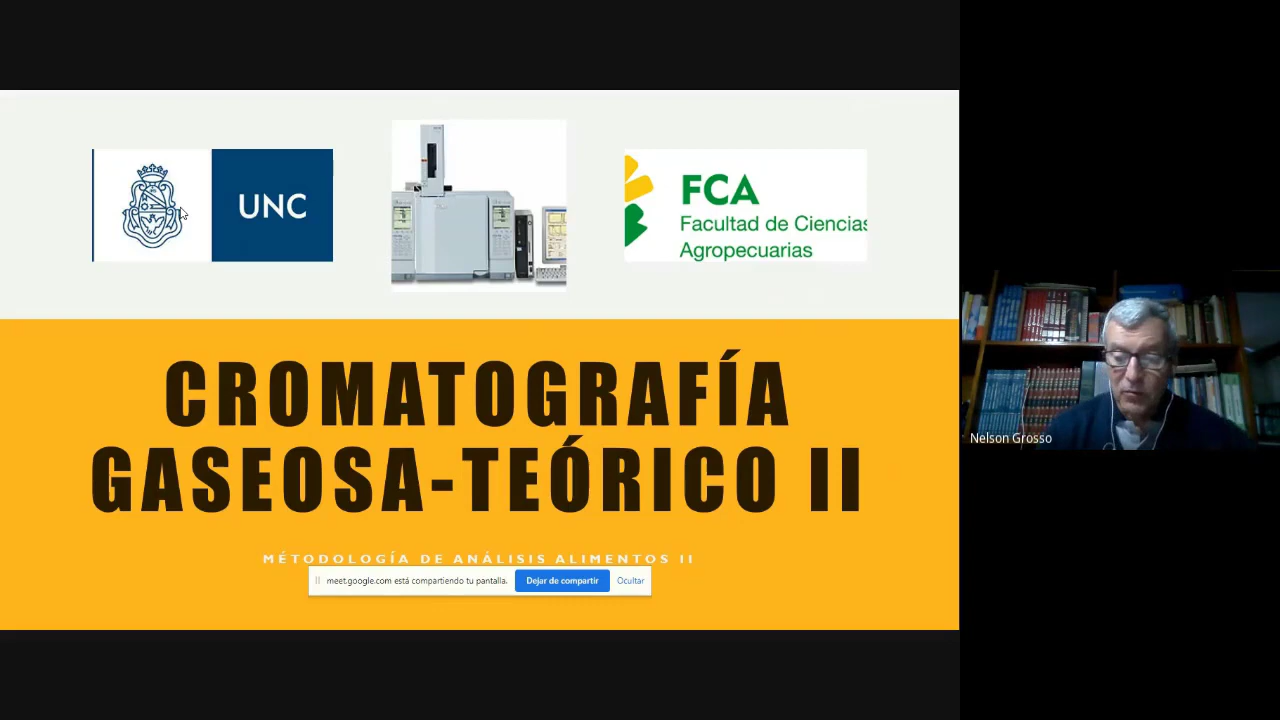 UNC
FCA
Facultad de Ciencias
Agropecuarias
CROMATOGRAFÍA
GASEOSA-TEÓRICO II
MÉTODOLOGÍA DE ANÁLISIS ALIMENTOS II
meet.google.com está compartiendo tu pantalla.
Dejar de compartir
Ocultar
Nelson Grosso